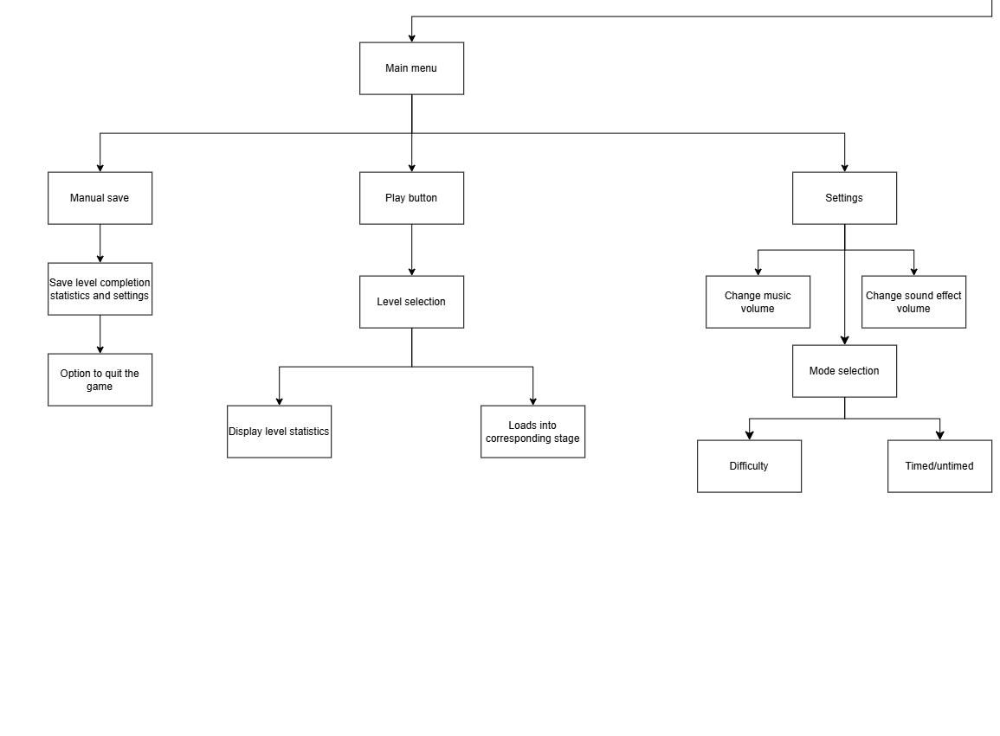 Main menu
Manual save
Play button
Settings
Save level completion
statistics and settings
Level selection
Change music
volume
Change sound effect
volume
Option to quit the
game
Mode selection
Display level statistics
Loads into
corresponding stage
Difficulty
Timed/untimed